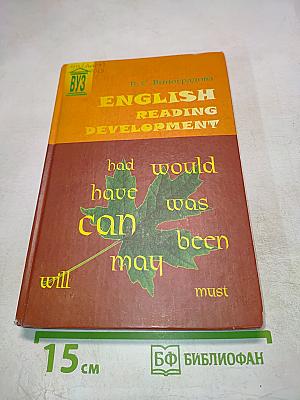 ВУЗ
Виноградова
ENGLISH
READING
DEVELOPMENT
had would
have was
can been
may
will
must
15 см
БФ БИБЛИОФАН